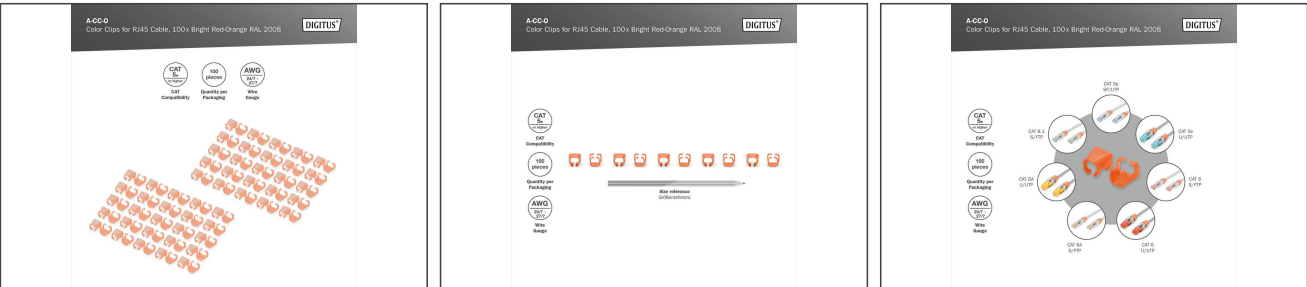 A-CC-O
Color Clips for RJ45 Cable, 100x Bright Red-Orange RAL 2008
DIGITUS®
CAT
5e
or higher
CAT
Compatibility
100
pieces
Quantity per
Packaging
AWG
24/7 -
27/7
Wire
Gauge
A-CC-O
Color Clips for RJ45 Cable, 100x Bright Red-Orange RAL 2008
DIGITUS®
CAT
5e
or higher
CAT
Compatibility
100
pieces
Quantity per
Packaging
AWG
24/7 -
27/7
Wire
Gauge
Size reference
Größenreferenz
A-CC-O
Color Clips for RJ45 Cable, 100x Bright Red-Orange RAL 2008
DIGITUS®
CAT
5e
or higher
CAT
Compatibility
100
pieces
Quantity per
Packaging
AWG
24/7 -
27/7
Wire
Gauge
CAT 5e
SF/UTP
CAT 5e
U/UTP
CAT 6
S/FTP
CAT 6
U/UTP
CAT 6A
S/FTP
CAT 6A
U/UTP
CAT 8.1
S/FTP